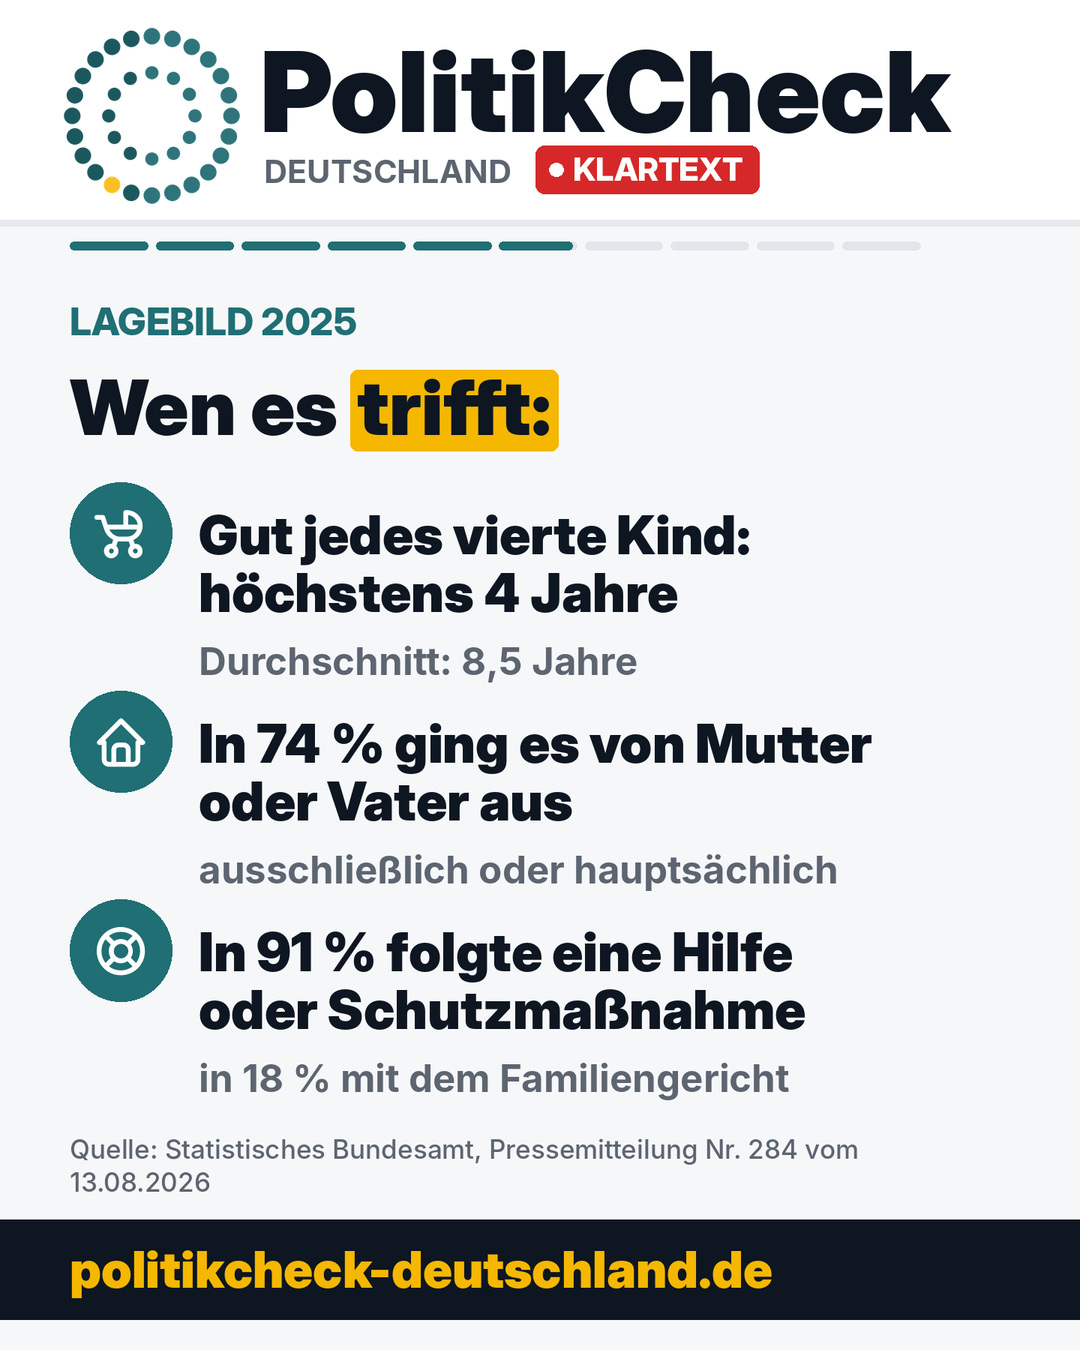 PolitikCheck
DEUTSCHLAND
KLARTEXT
LAGEBILD 2025
Wen es trifft:
Gut jedes vierte Kind:
höchstens 4 Jahre
Durchschnitt: 8,5 Jahre
In 74 % ging es von Mutter
oder Vater aus
ausschließlich oder hauptsächlich
In 91 % folgte eine Hilfe
oder Schutzmaßnahme
in 18 % mit dem Familiengericht
Quelle: Statistisches Bundesamt, Pressemitteilung Nr. 284 vom
13.08.2026
politikcheck-deutschland.de